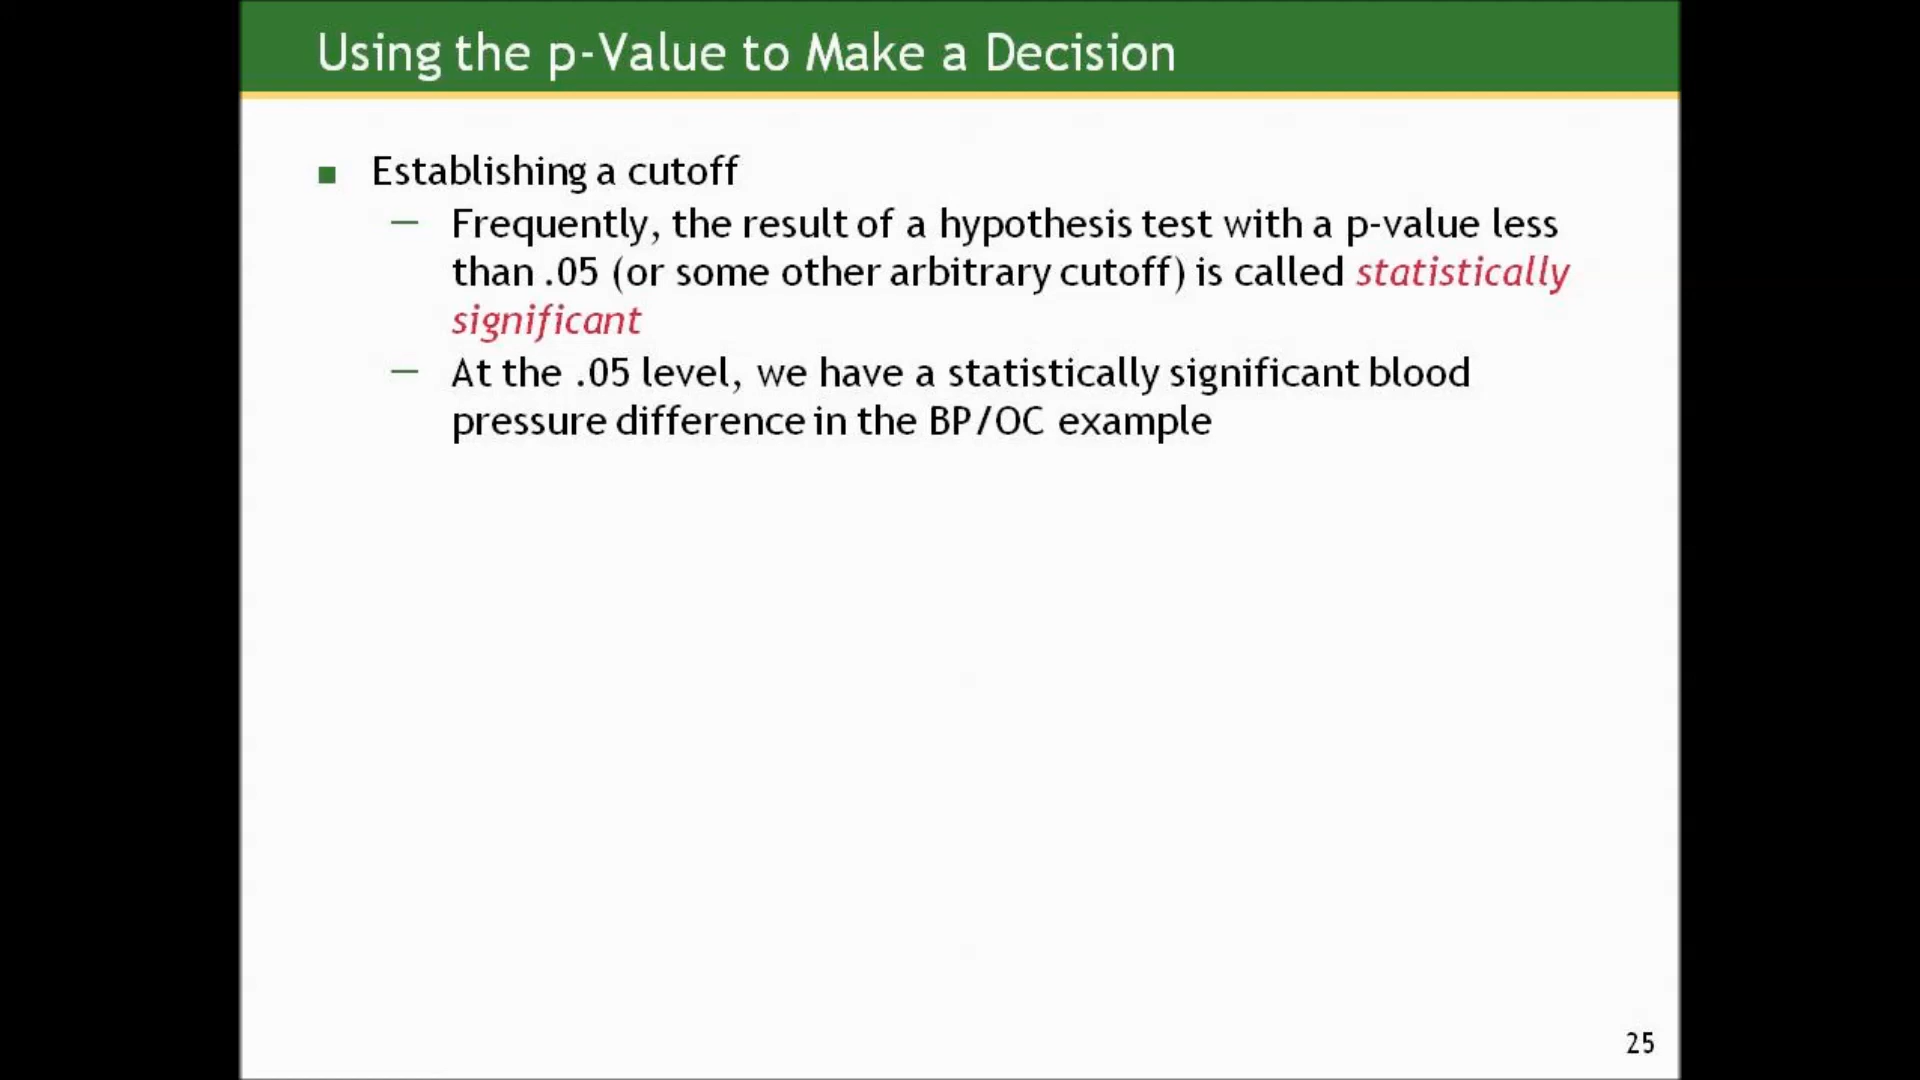 Using the p-Value to Make a Decision
Establishing a cutoff
— Frequently, the result of a hypothesis test with a p-value less
than .05 (or some other arbitrary cutoff) is called statistically
significant
— At the .05 level, we have a statistically significant blood
pressure difference in the BP/OC example
25